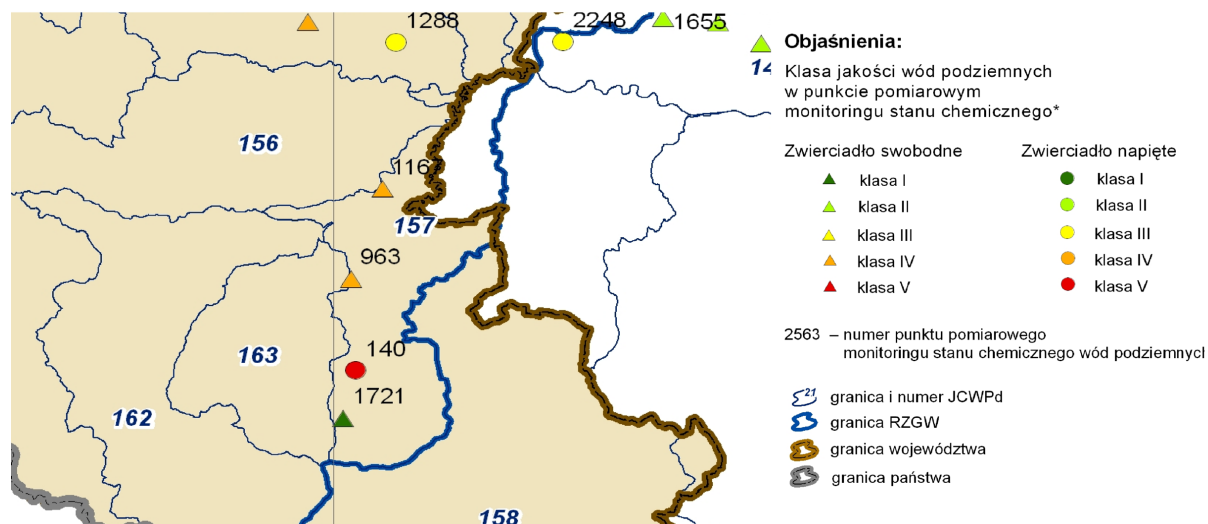 1288
2248
1655
14
156
1167
157
963
163
140
1721
162
158
Objaśnienia:
Klasa jakości wód podziemnych
w punkcie pomiarowym
monitoringu stanu chemicznego*
Zwierciadło swobodne Zwierciadło napięte
klasa I klasa I
klasa II klasa II
klasa III klasa III
klasa IV klasa IV
klasa V klasa V
2563 – numer punktu pomiarowego
monitoringu stanu chemicznego wód podziemnych
21 granica i numer JCWPd
granica RZGW
granica województwa
granica państwa